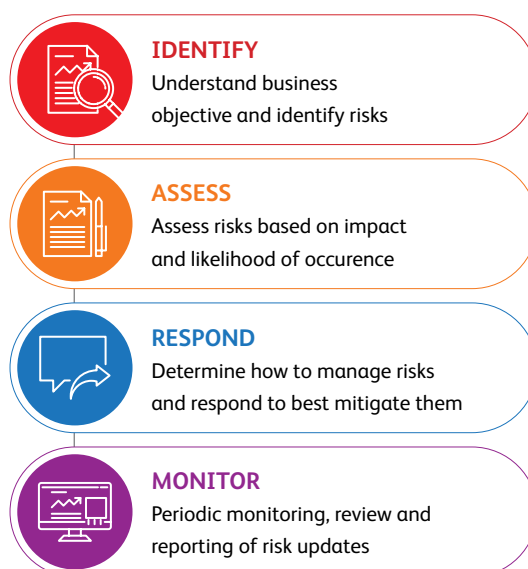 IDENTIFY
Understand business
objective and identify risks
ASSESS
Assess risks based on impact
and likelihood of occurence
RESPOND
Determine how to manage risks
and respond to best mitigate them
MONITOR
Periodic monitoring, review and
reporting of risk updates